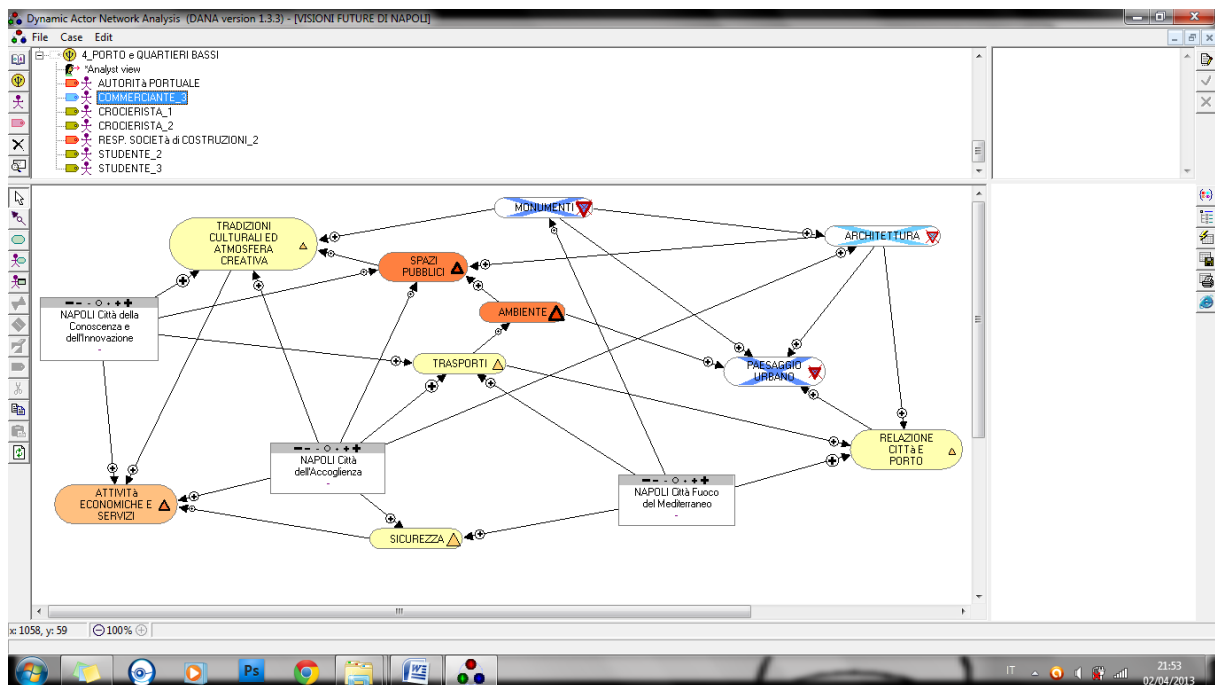 Dynamic Actor Network Analysis (DANA version 1.3.3) - [VISIONI FUTURE DI NAPOLI]
File Case Edit
4_PORTO e QUARTIERI BASSI
*Analyst view
AUTORITà PORTUALE
COMMERCIANTE_3
CROCIERISTA_1
CROCIERISTA_2
RESP. SOCIETà di COSTRUZIONI_2
STUDENTE_2
STUDENTE_3
MONUMENTI
TRADIZIONI
CULTURALI ED
ATMOSFERA
CREATIVA
ARCHITETTURA
SPAZI
PUBBLICI
AMBIENTE
NAPOLI Città della
Conoscenza e
dell'Innovazione
-
TRASPORTI
PAESAGGIO
URBANO
RELAZIONE
CITTà E
PORTO
NAPOLI Città
dell'Accoglienza
-
NAPOLI Città Fuoco
del Mediterraneo
-
ATTIVITà
ECONOMICHE E
SERVIZI
SICUREZZA
x: 1058, y: 59
100%
Ps
W
IT
21:53
02/04/2013